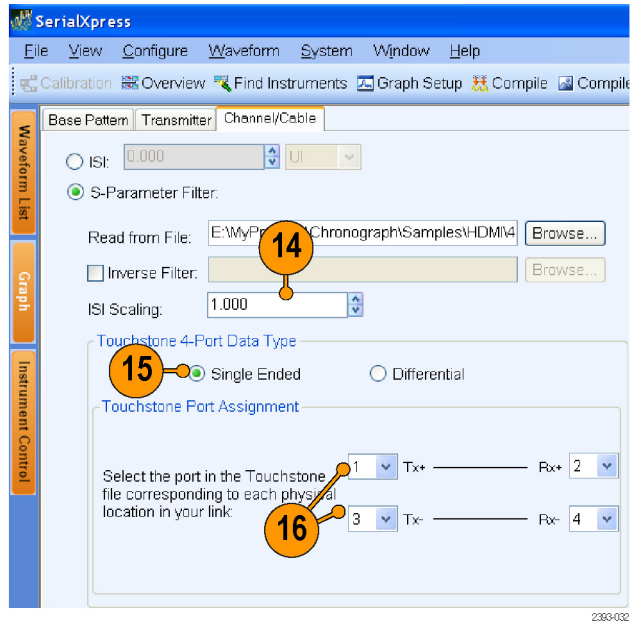 SerialXpress
File View Configure Waveform System Window Help
Calibration Overview Find Instruments Graph Setup Compile Compile
Base Pattern Transmitter Channel/Cable
Waveform List
Graph
Instrument Control
ISI: 0.000 UI
S-Parameter Filter:
Read from File: E:\MyPr Chronograph\Samples\HDMI\4 Browse...
14
Inverse Filter: Browse...
ISI Scaling: 1.000
Touchstone 4-Port Data Type
15 Single Ended Differential
Touchstone Port Assignment
1 Tx+ Rx+ 2
Select the port in the Touchstone
file corresponding to each physical
location in your link:
3 Tx- Rx- 4
16
2393-032